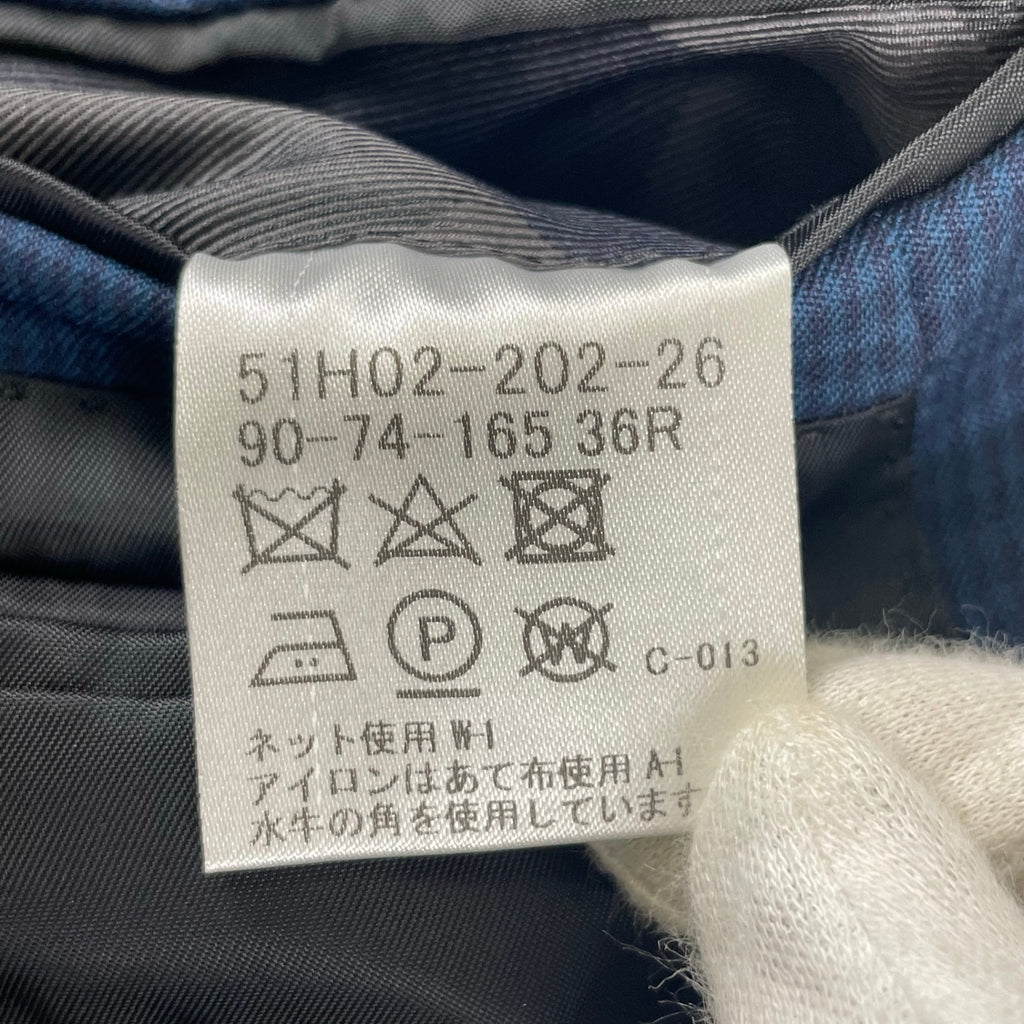 51H02-202-26
90-74-165 36R
P
W
C-013
ネット使用 W-1
アイロンはあて布使用 A-1
水牛の角を使用しています